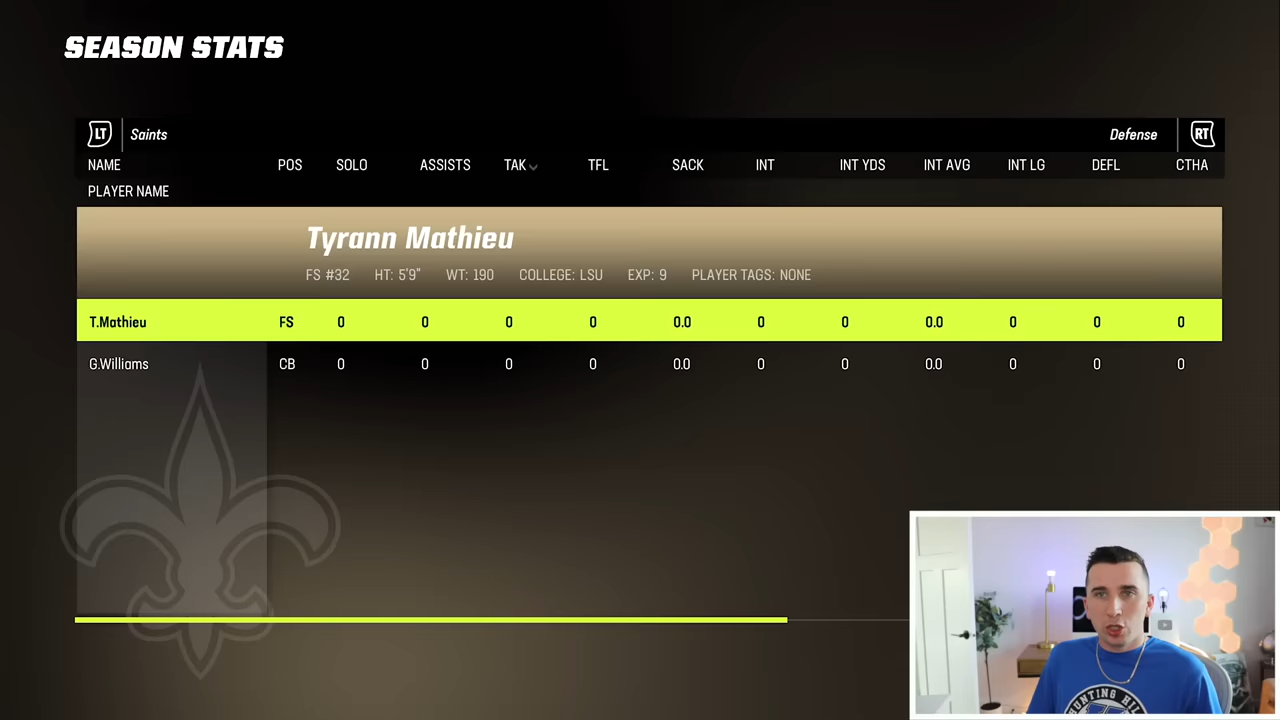 SEASON STATS
LT Saints Defense RT
NAME POS SOLO ASSISTS TAK TFL SACK INT INT YDS INT AVG INT LG DEFL CTHA
PLAYER NAME
Tyrann Mathieu
FS #32 HT: 5'9" WT: 190 COLLEGE: LSU EXP: 9 PLAYER TAGS: NONE
T.Mathieu FS 0 0 0 0 0.0 0 0 0.0 0 0 0
G.Williams CB 0 0 0 0 0.0 0 0 0.0 0 0 0